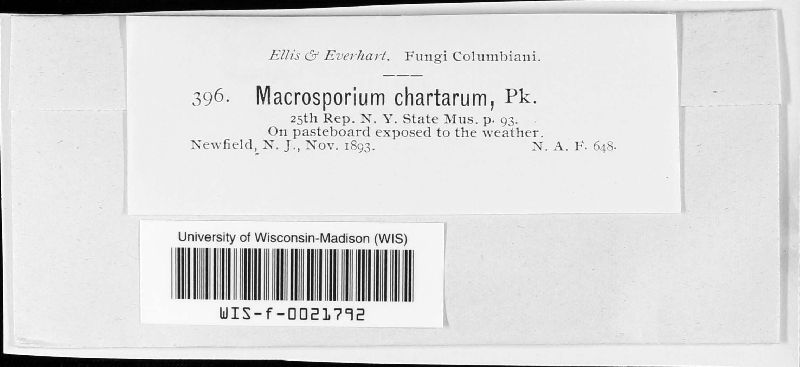 Ellis & Everhart. Fungi Columbiani.
396. Macrosporium chartarum, Pk.
25th Rep. N. Y. State Mus. p. 93.
On pasteboard exposed to the weather.
Newfield, N. J., Nov. 1893. N. A. F. 648.
University of Wisconsin-Madison (WIS)
WIS-f-0021792